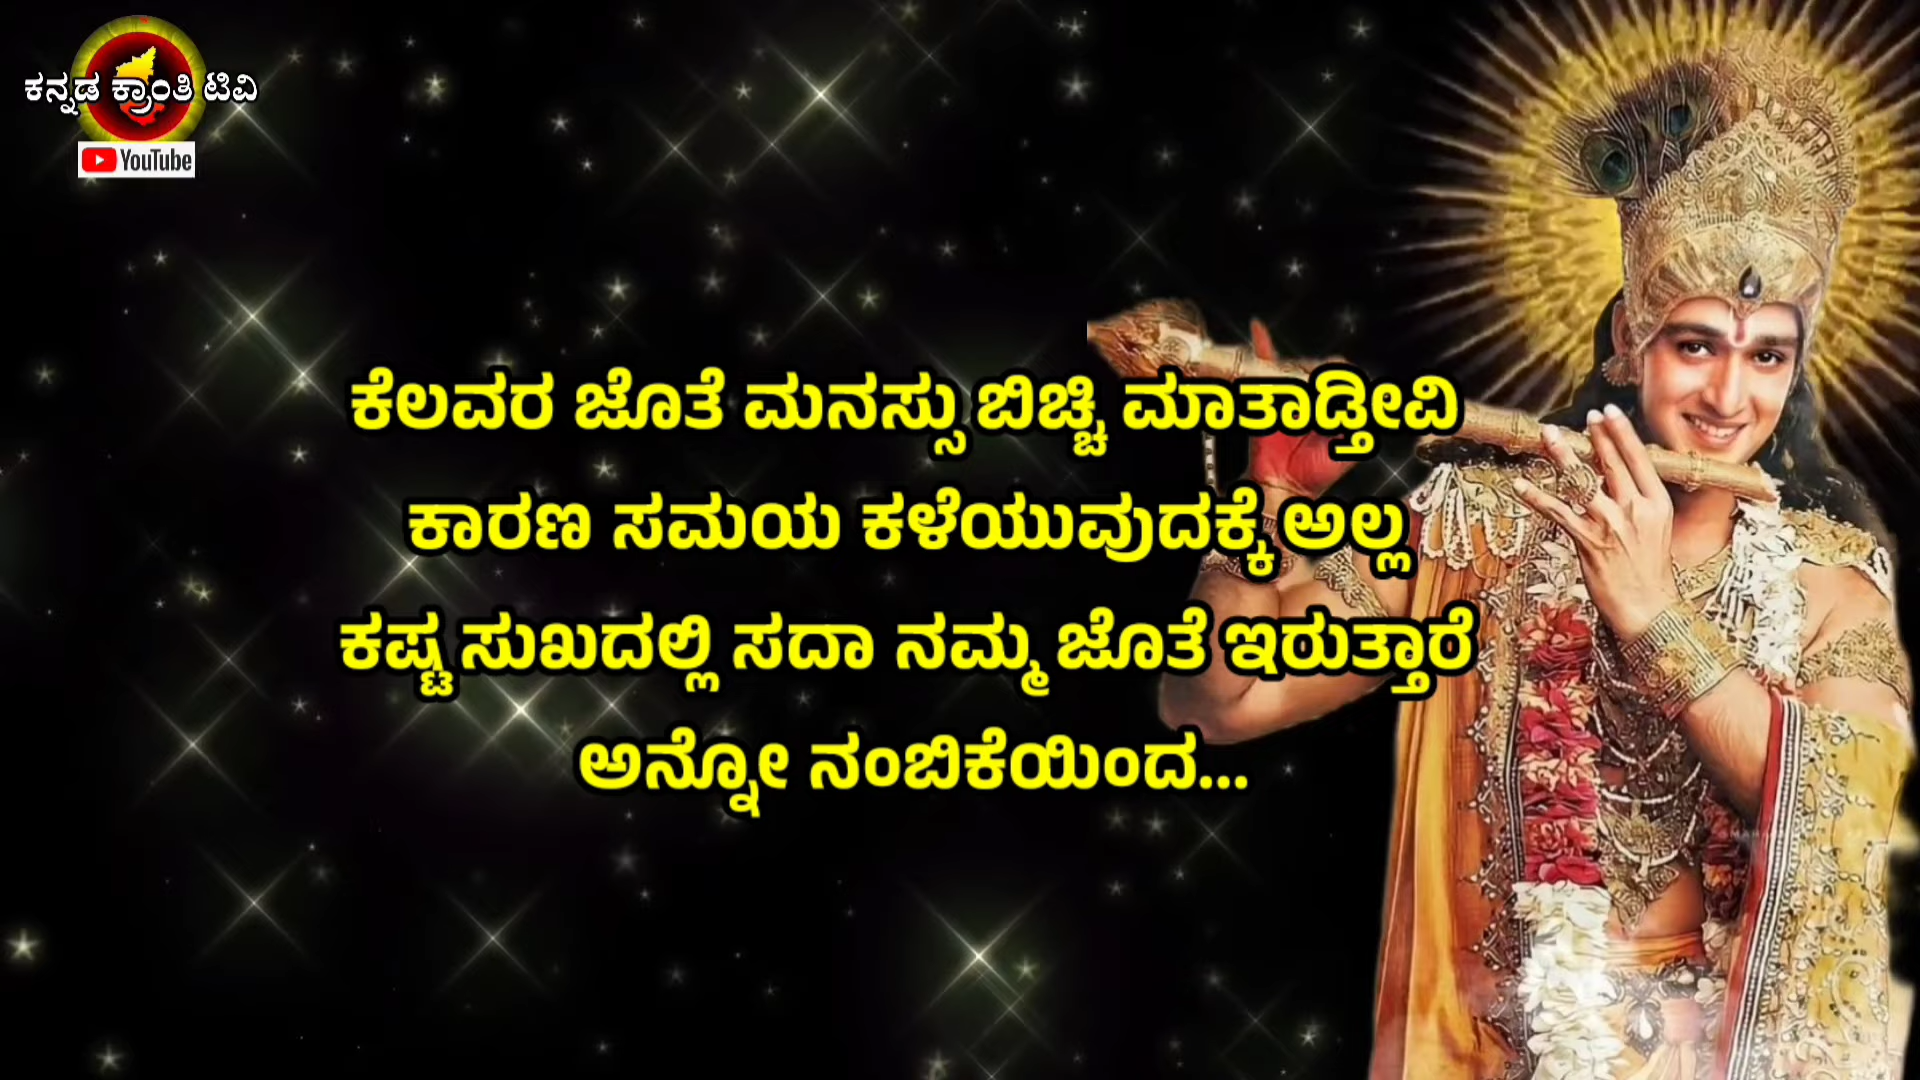 ಕನ್ನಡ ಕ್ರಾಂತಿ ಟಿವಿ
YouTube
ಕೆಲವರ ಜೊತೆ ಮನಸ್ಸು ಬಿಚ್ಚಿ ಮಾತಾಡ್ತೀವಿ
ಕಾರಣ ಸಮಯ ಕಳೆಯುವುದಕ್ಕೆ ಅಲ್ಲ
ಕಷ್ಟ ಸುಖದಲ್ಲಿ ಸದಾ ನಮ್ಮ ಜೊತೆ ಇರುತ್ತಾರೆ
ಅನ್ನೋ ನಂಬಿಕೆಯಿಂದ...